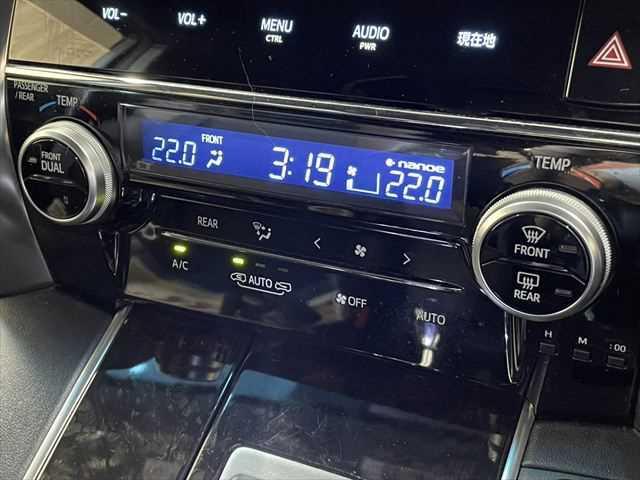 VOL−
VOL+
MENU
CTRL
AUDIO
PWR
現在地
PASSENGER
/ REAR
TEMP
FRONT
DUAL
22.0
FRONT
3:19
nanoe
22.0
TEMP
FRONT
REAR
REAR
<
>
A/C
AUTO
OFF
AUTO
H
M
:00